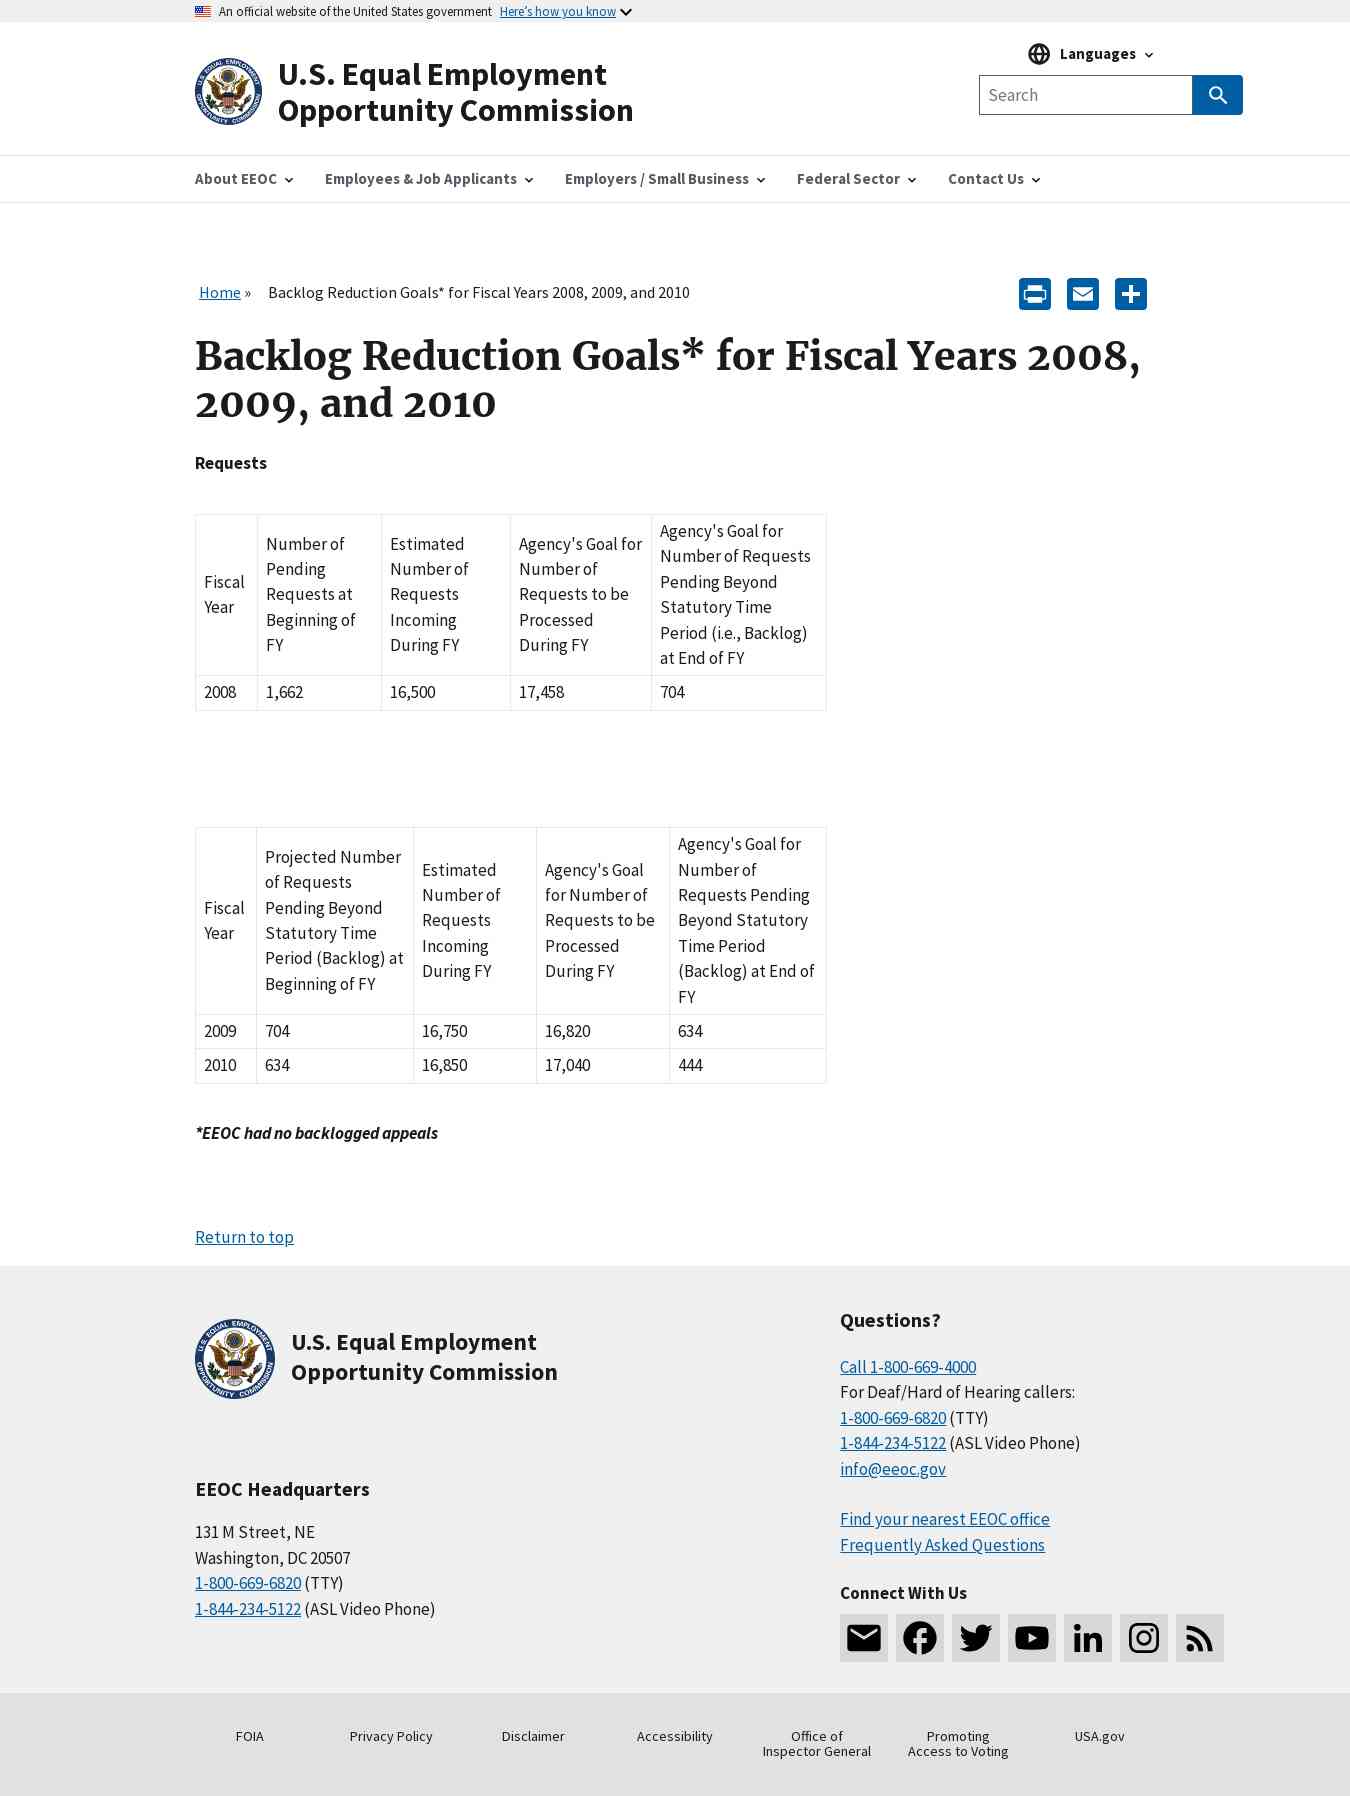 An official website of the United States government Here's how you know
U.S. Equal Employment
Opportunity Commission
Languages
Search
About EEOC
Employees & Job Applicants
Employers / Small Business
Federal Sector
Contact Us
Home » Backlog Reduction Goals* for Fiscal Years 2008, 2009, and 2010
Backlog Reduction Goals* for Fiscal Years 2008,
2009, and 2010
Requests
Fiscal
Year
Number of
Pending
Requests at
Beginning of
FY
Estimated
Number of
Requests
Incoming
During FY
Agency's Goal for
Number of
Requests to be
Processed
During FY
Agency's Goal for
Number of Requests
Pending Beyond
Statutory Time
Period (i.e., Backlog)
at End of FY
2008 1,662 16,500 17,458 704
Fiscal
Year
Projected Number
of Requests
Pending Beyond
Statutory Time
Period (Backlog) at
Beginning of FY
Estimated
Number of
Requests
Incoming
During FY
Agency's Goal
for Number of
Requests to be
Processed
During FY
Agency's Goal for
Number of
Requests Pending
Beyond Statutory
Time Period
(Backlog) at End of
FY
2009 704 16,750 16,820 634
2010 634 16,850 17,040 444
*EEOC had no backlogged appeals
Return to top
U.S. Equal Employment
Opportunity Commission
EEOC Headquarters
131 M Street, NE
Washington, DC 20507
1-800-669-6820 (TTY)
1-844-234-5122 (ASL Video Phone)
Questions?
Call 1-800-669-4000
For Deaf/Hard of Hearing callers:
1-800-669-6820 (TTY)
1-844-234-5122 (ASL Video Phone)
info@eeoc.gov
Find your nearest EEOC office
Frequently Asked Questions
Connect With Us
FOIA
Privacy Policy
Disclaimer
Accessibility
Office of
Inspector General
Promoting
Access to Voting
USA.gov